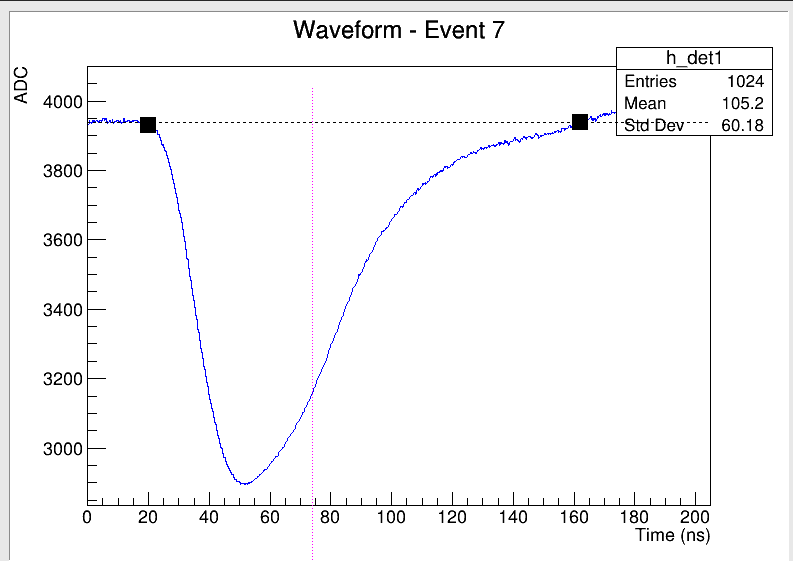 Waveform - Event 7
h_det1
Entries 1024
Mean 105.2
Std Dev 60.18
ADC
4000
3800
3600
3400
3200
3000
0 20 40 60 80 100 120 140 160 180 200
Time (ns)